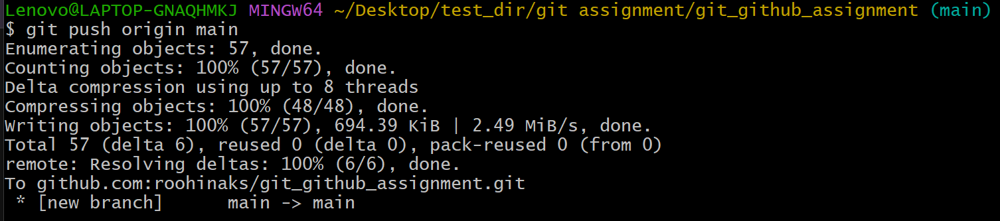 Lenovo@LAPTOP-GNAQHMKJ MINGW64 ~/Desktop/test_dir/git assignment/git_github_assignment (main)
$ git push origin main
Enumerating objects: 57, done.
Counting objects: 100% (57/57), done.
Delta compression using up to 8 threads
Compressing objects: 100% (48/48), done.
Writing objects: 100% (57/57), 694.39 KiB | 2.49 MiB/s, done.
Total 57 (delta 6), reused 0 (delta 0), pack-reused 0 (from 0)
remote: Resolving deltas: 100% (6/6), done.
To github.com:roohinaks/git_github_assignment.git
 * [new branch]      main -> main